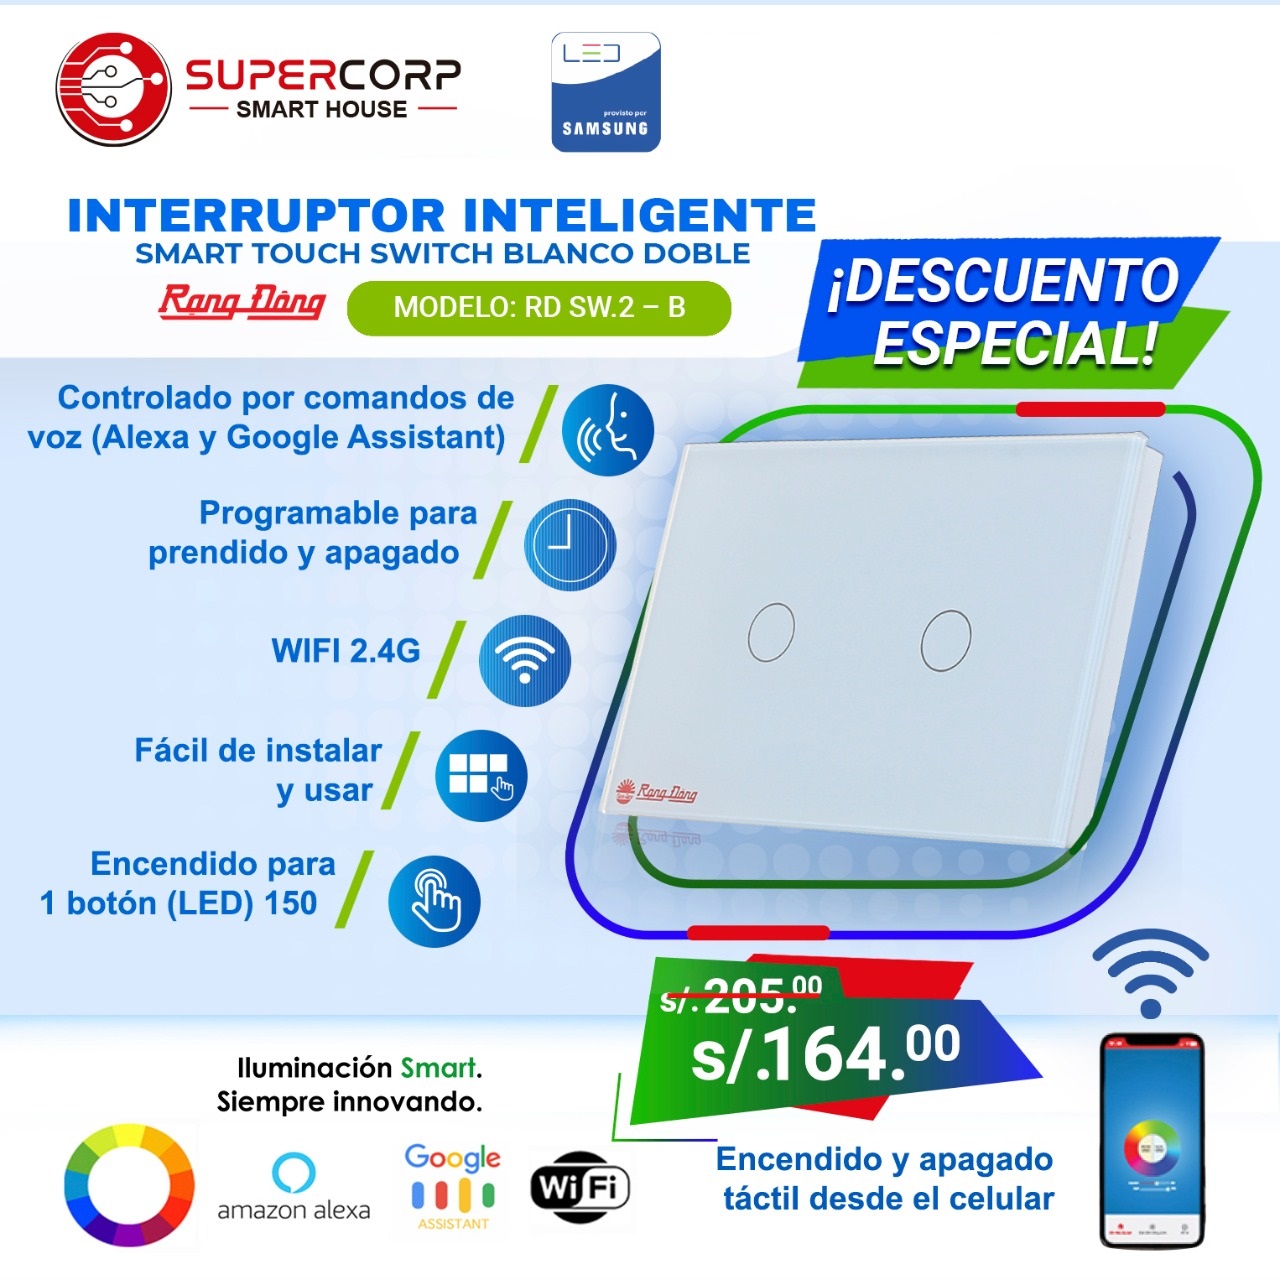 SUPERCORP
SMART HOUSE
LED
provisto por
SAMSUNG
INTERRUPTOR INTELIGENTE
SMART TOUCH SWITCH BLANCO DOBLE
Rạng Đông
MODELO: RD SW.2 – B
¡DESCUENTO
ESPECIAL!
Controlado por comandos de
voz (Alexa y Google Assistant)
Programable para
prendido y apagado
WIFI 2.4G
Fácil de instalar
y usar
Encendido para
1 botón (LED) 150
Rạng Đông
s/. 205.00
s/.164.00
Iluminación Smart.
Siempre innovando.
amazon alexa
Google
ASSISTANT
WiFi
Encendido y apagado
táctil desde el celular